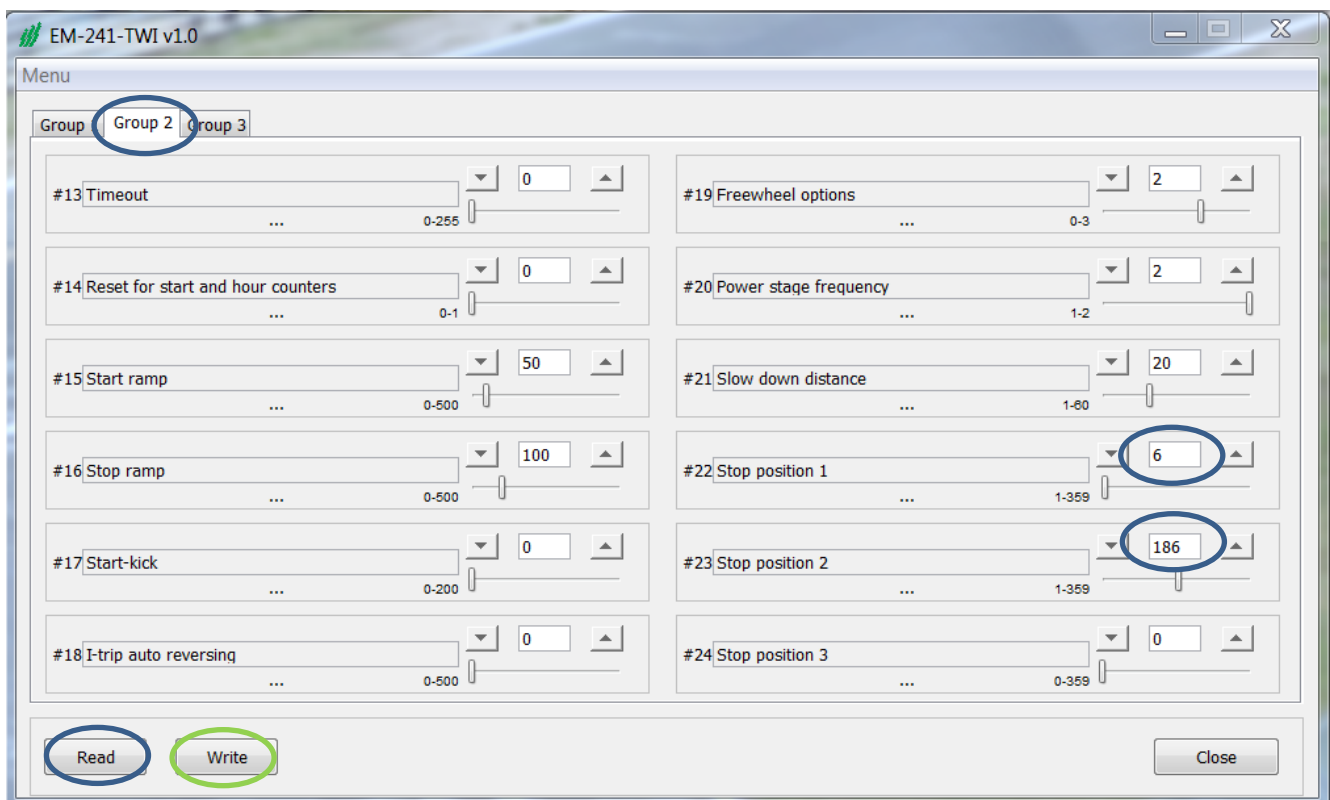 EM-241-TWI v1.0
Menu
Group
Group 2
roup 3
#13 Timeout
0
...
0-255
#14 Reset for start and hour counters
0
...
0-1
#15 Start ramp
50
...
0-500
#16 Stop ramp
100
...
0-500
#17 Start-kick
0
...
0-200
#18 I-trip auto reversing
0
...
0-500
#19 Freewheel options
2
...
0-3
#20 Power stage frequency
2
...
1-2
#21 Slow down distance
20
...
1-60
#22 Stop position 1
6
...
1-359
#23 Stop position 2
186
...
1-359
#24 Stop position 3
0
...
0-359
Read
Write
Close